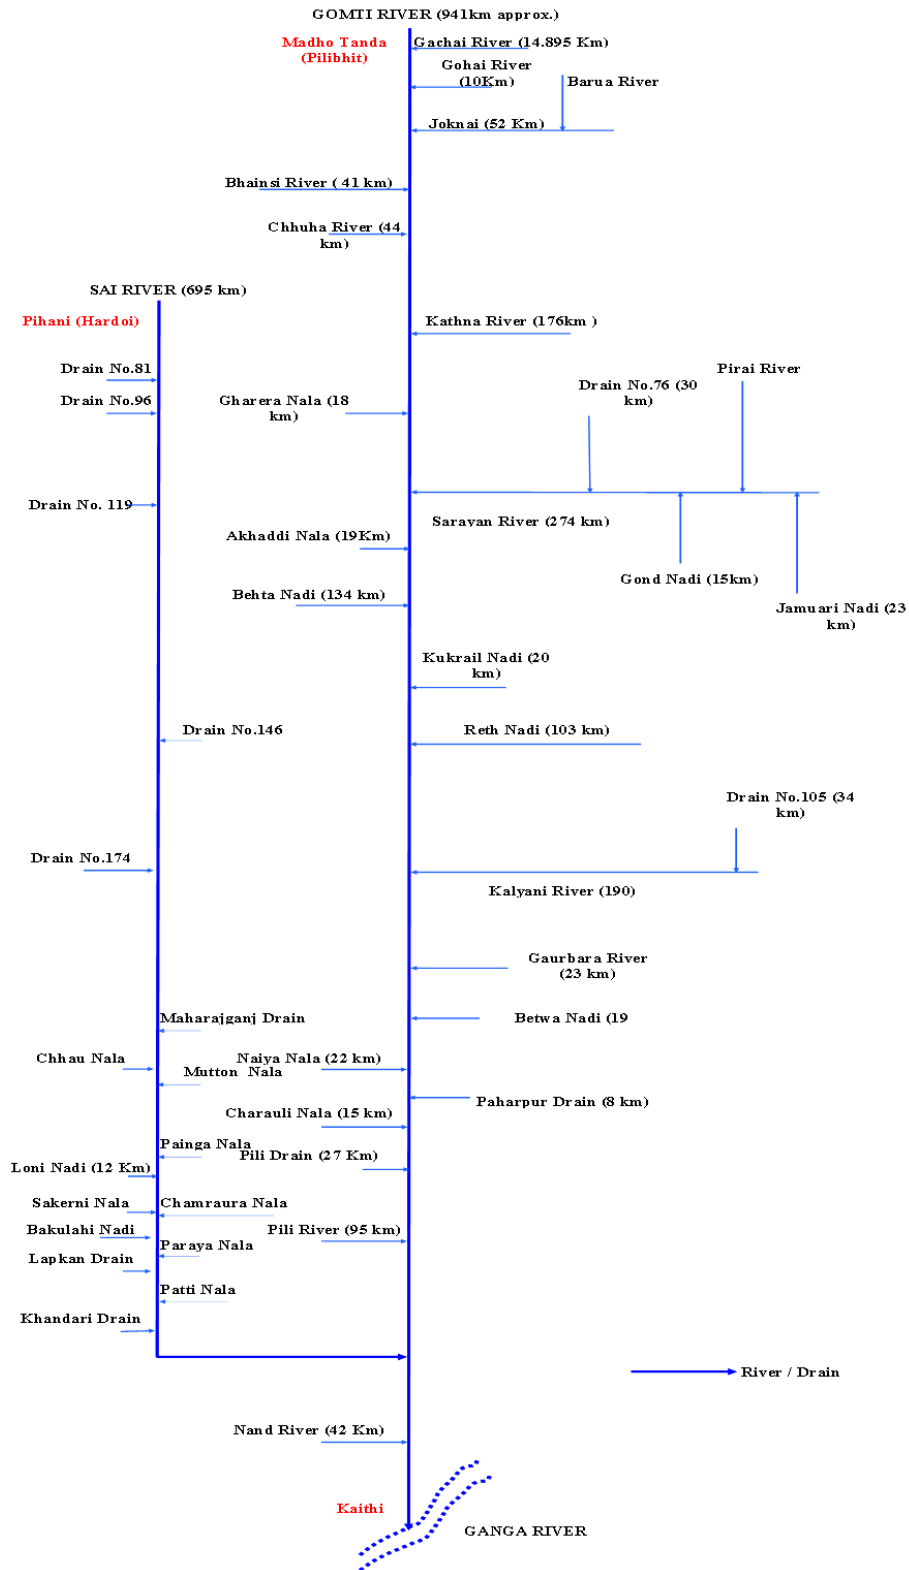 GOMTI RIVER (941km approx.)
Madho Tanda
(Pilibhit)
Gachai River (14.895 Km)
Gohai River
(10Km)
Barua River
Joknai (52 Km)
Bhainsi River ( 41 km)
Chhuha River (44
km)
SAI RIVER (695 km)
Pihani (Hardoi)
Kathna River (176km )
Drain No.81
Pirai River
Drain No.76 (30
km)
Drain No.96
Gharera Nala (18
km)
Drain No. 119
Sarayan River (274 km)
Akhaddi Nala (19Km)
Gond Nadi (15km)
Behta Nadi (134 km)
Jamuari Nadi (23
km)
Kukrail Nadi (20
km)
Drain No.146
Reth Nadi (103 km)
Drain No.105 (34
km)
Drain No.174
Kalyani River (190)
Gaurbara River
(23 km)
Maharajganj Drain
Betwa Nadi (19
Chhau Nala
Naiya Nala (22 km)
Mutton Nala
Paharpur Drain (8 km)
Charauli Nala (15 km)
Painga Nala
Pili Drain (27 Km)
Loni Nadi (12 Km)
Sakerni Nala
Chamraura Nala
Bakulahi Nadi
Pili River (95 km)
Paraya Nala
Lapkan Drain
Patti Nala
Khandari Drain
River / Drain
Nand River (42 Km)
Kaithi
GANGA RIVER